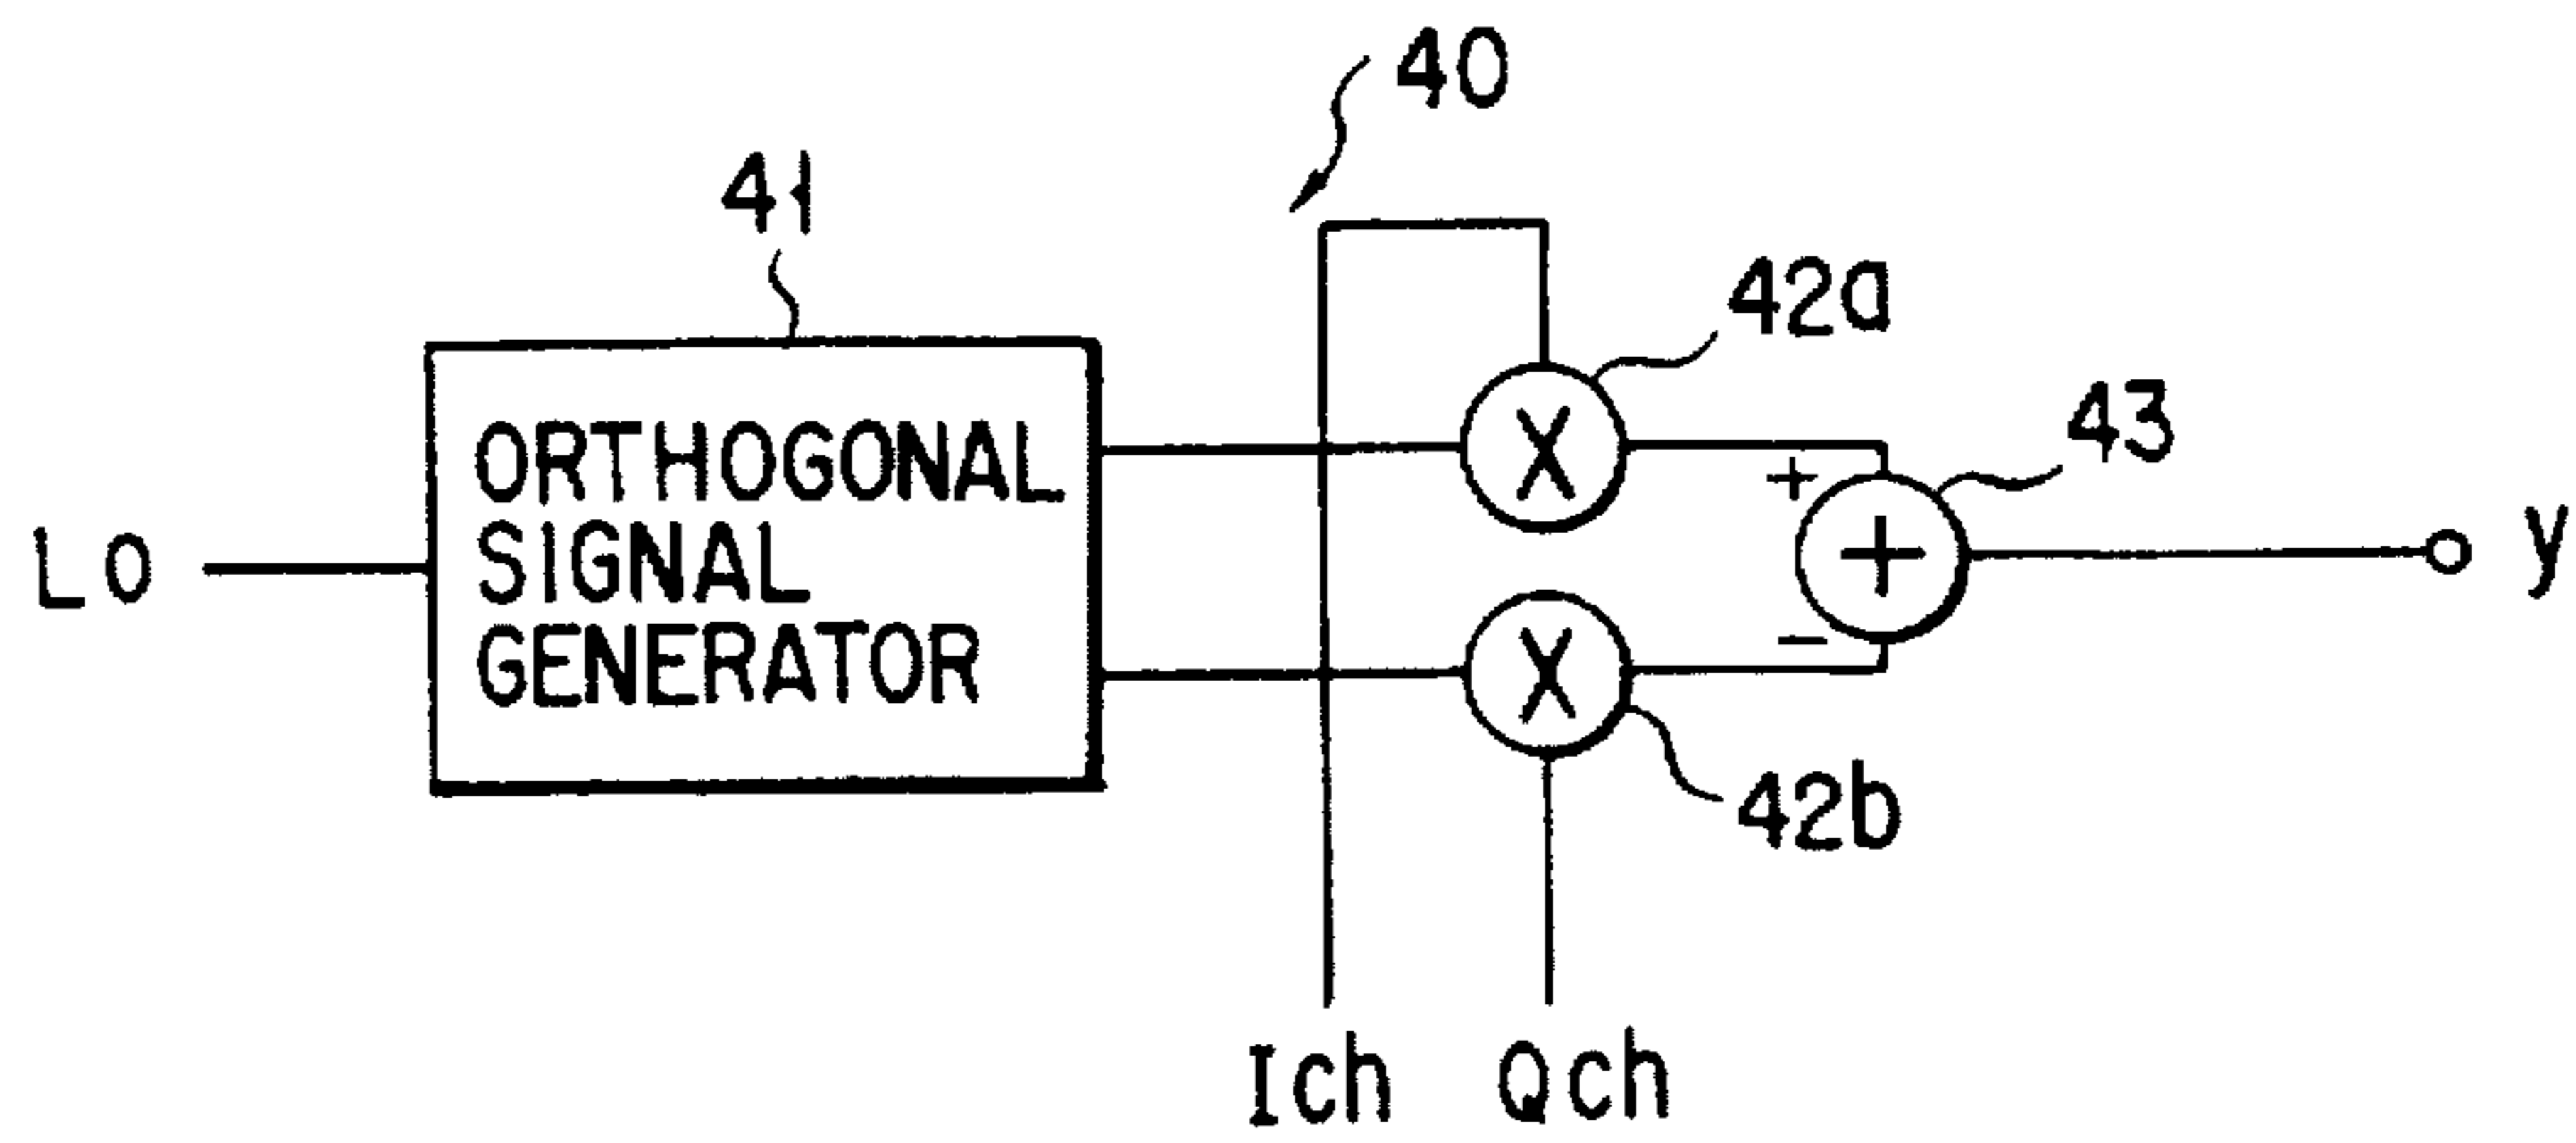 40
41
42a
43
ORTHOGONAL
SIGNAL
GENERATOR
LO
X
+
+
y
X
−
42b
Ich Qch